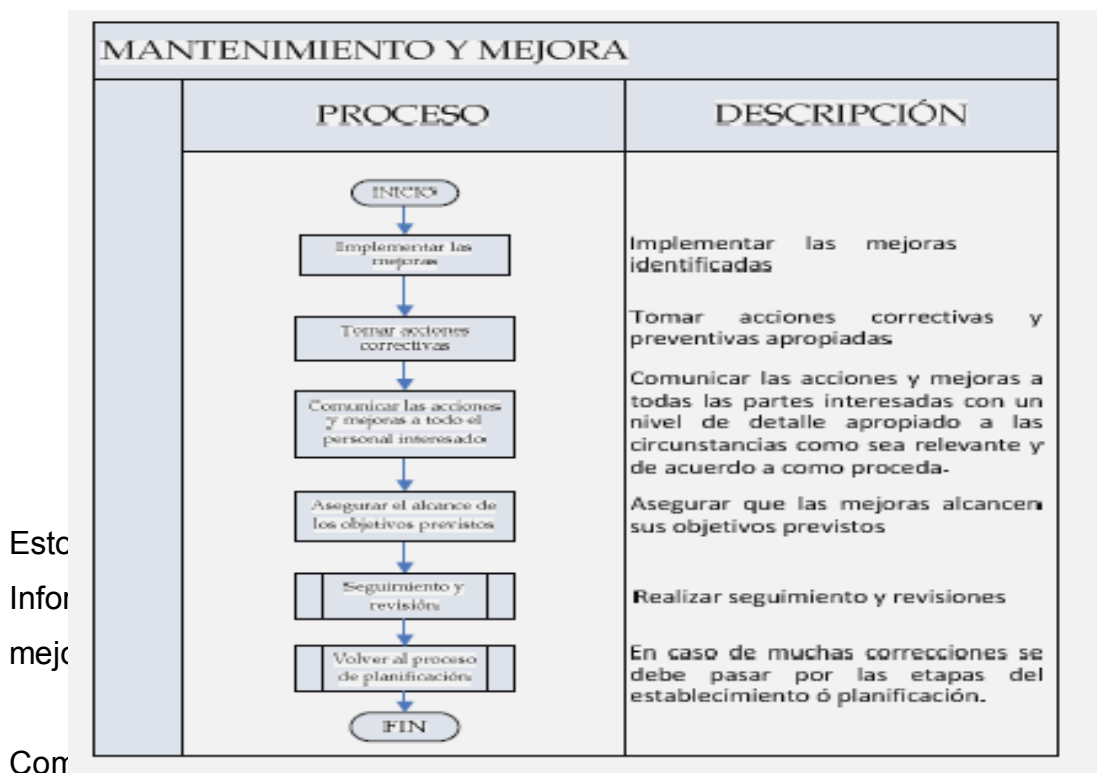 MANTENIMIENTO Y MEJORA
PROCESO
DESCRIPCIÓN
INICIO
Implementar las
mejoras
Implementar las mejoras
identificadas
Tomar acciones
correctivas
Tomar acciones correctivas y
preventivas apropiadas
Comunicar las acciones
y mejoras a todo el
personal interesado
Comunicar las acciones y mejoras a
todas las partes interesadas con un
nivel de detalle apropiado a las
circunstancias como sea relevante y
de acuerdo a como proceda.
Asegurar el alcance de
los objetivos previstos
Asegurar que las mejoras alcancen
sus objetivos previstos
Seguimiento y
revisión
Realizar seguimiento y revisiones
Volver al proceso
de planificación
En caso de muchas correcciones se
debe pasar por las etapas del
establecimiento ó planificación.
FIN